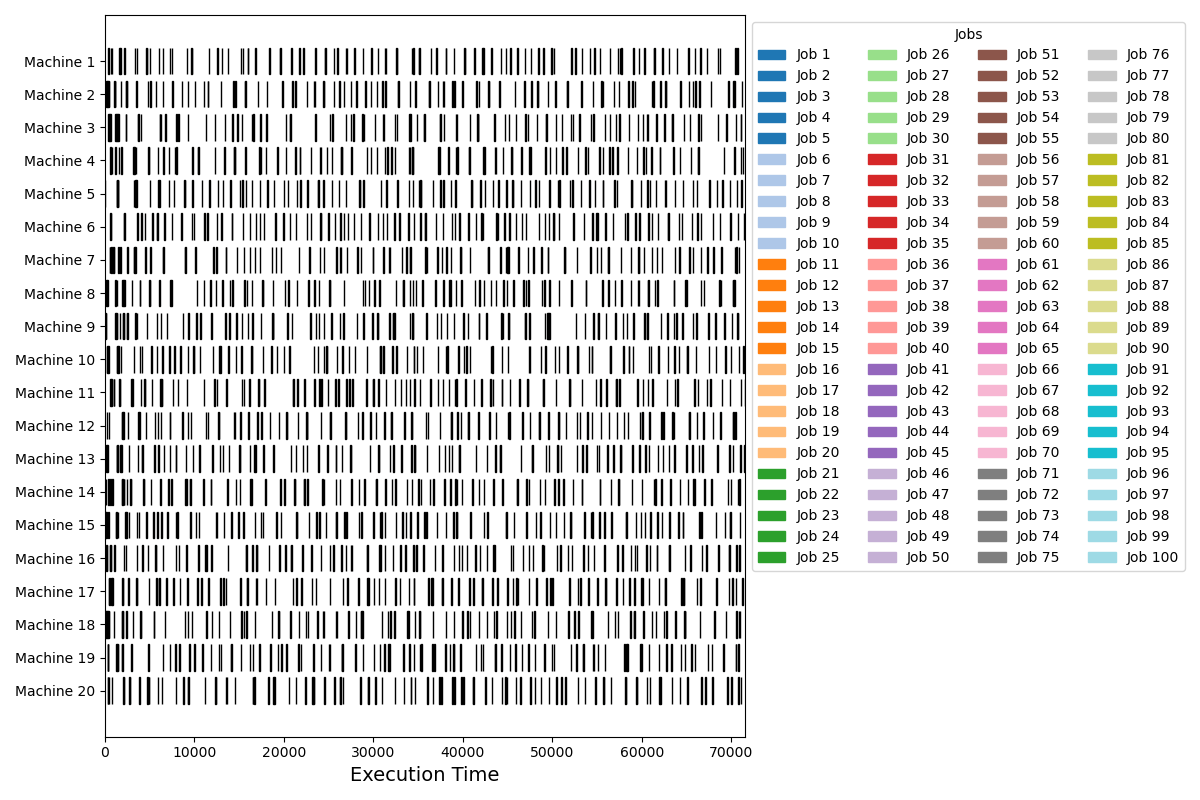 Machine 1
Machine 2
Machine 3
Machine 4
Machine 5
Machine 6
Machine 7
Machine 8
Machine 9
Machine 10
Machine 11
Machine 12
Machine 13
Machine 14
Machine 15
Machine 16
Machine 17
Machine 18
Machine 19
Machine 20
0 10000 20000 30000 40000 50000 60000 70000
Execution Time
Jobs
Job 1 Job 26 Job 51 Job 76
Job 2 Job 27 Job 52 Job 77
Job 3 Job 28 Job 53 Job 78
Job 4 Job 29 Job 54 Job 79
Job 5 Job 30 Job 55 Job 80
Job 6 Job 31 Job 56 Job 81
Job 7 Job 32 Job 57 Job 82
Job 8 Job 33 Job 58 Job 83
Job 9 Job 34 Job 59 Job 84
Job 10 Job 35 Job 60 Job 85
Job 11 Job 36 Job 61 Job 86
Job 12 Job 37 Job 62 Job 87
Job 13 Job 38 Job 63 Job 88
Job 14 Job 39 Job 64 Job 89
Job 15 Job 40 Job 65 Job 90
Job 16 Job 41 Job 66 Job 91
Job 17 Job 42 Job 67 Job 92
Job 18 Job 43 Job 68 Job 93
Job 19 Job 44 Job 69 Job 94
Job 20 Job 45 Job 70 Job 95
Job 21 Job 46 Job 71 Job 96
Job 22 Job 47 Job 72 Job 97
Job 23 Job 48 Job 73 Job 98
Job 24 Job 49 Job 74 Job 99
Job 25 Job 50 Job 75 Job 100